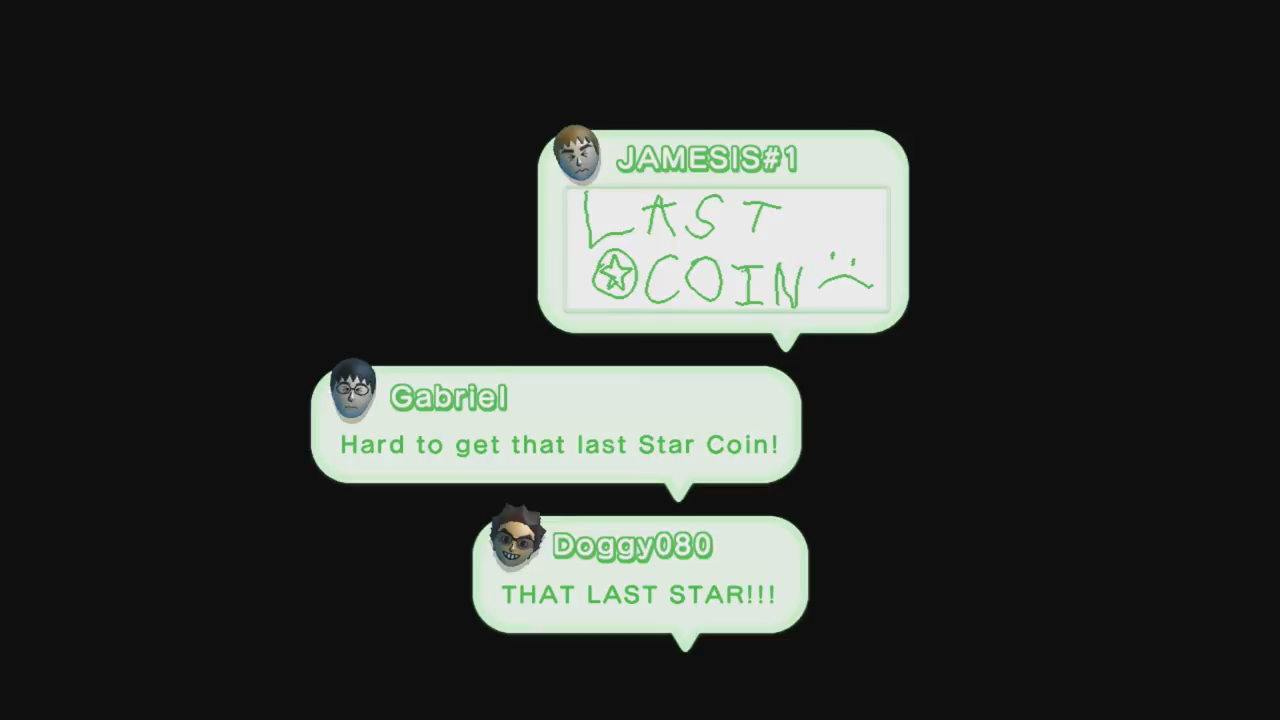 JAMESIS#1
LAST
COIN
Gabriel
Hard to get that last Star Coin!
Doggy080
THAT LAST STAR!!!